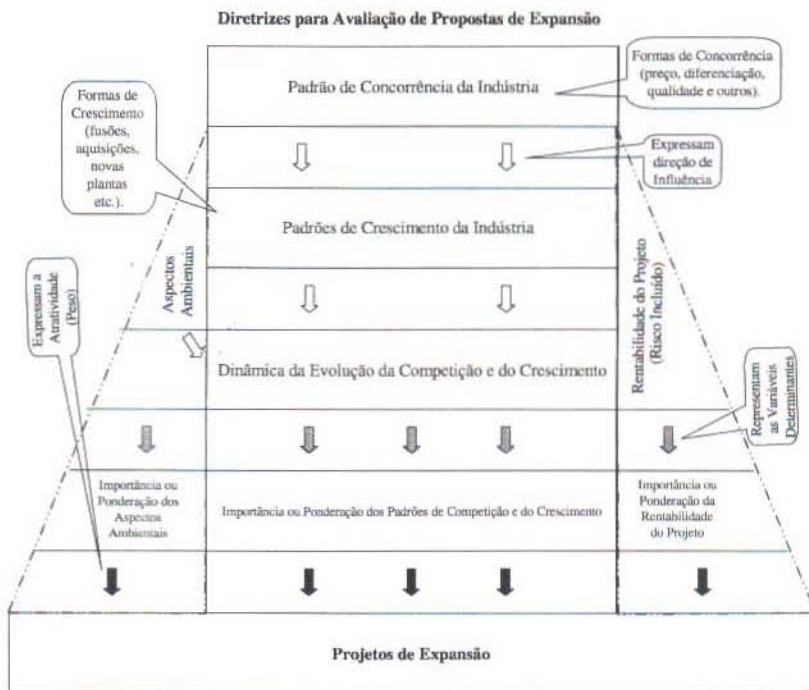 Diretrizes para Avaliação de Propostas de Expansão
Padrão de Concorrência da Indústria
Formas de Concorrência
(preço, diferenciação,
qualidade e outros).
Formas de
Crescimento
(fusões,
aquisições,
novas
plantas
etc.).
Expressam
direção de
Influência
Padrões de Crescimento da Indústria
Aspectos
Ambientais
Rentabilidade do Projeto
(Risco Incluído)
Expressam a
Atratividade
(Peso)
Dinâmica da Evolução da Competição e do Crescimento
Representam
as Variáveis
Determinantes
Importância ou
Ponderação dos
Aspectos
Ambientais
Importância ou Ponderação dos Padrões de Competição e do Crescimento
Importância ou
Ponderação da
Rentabilidade
do Projeto
Projetos de Expansão